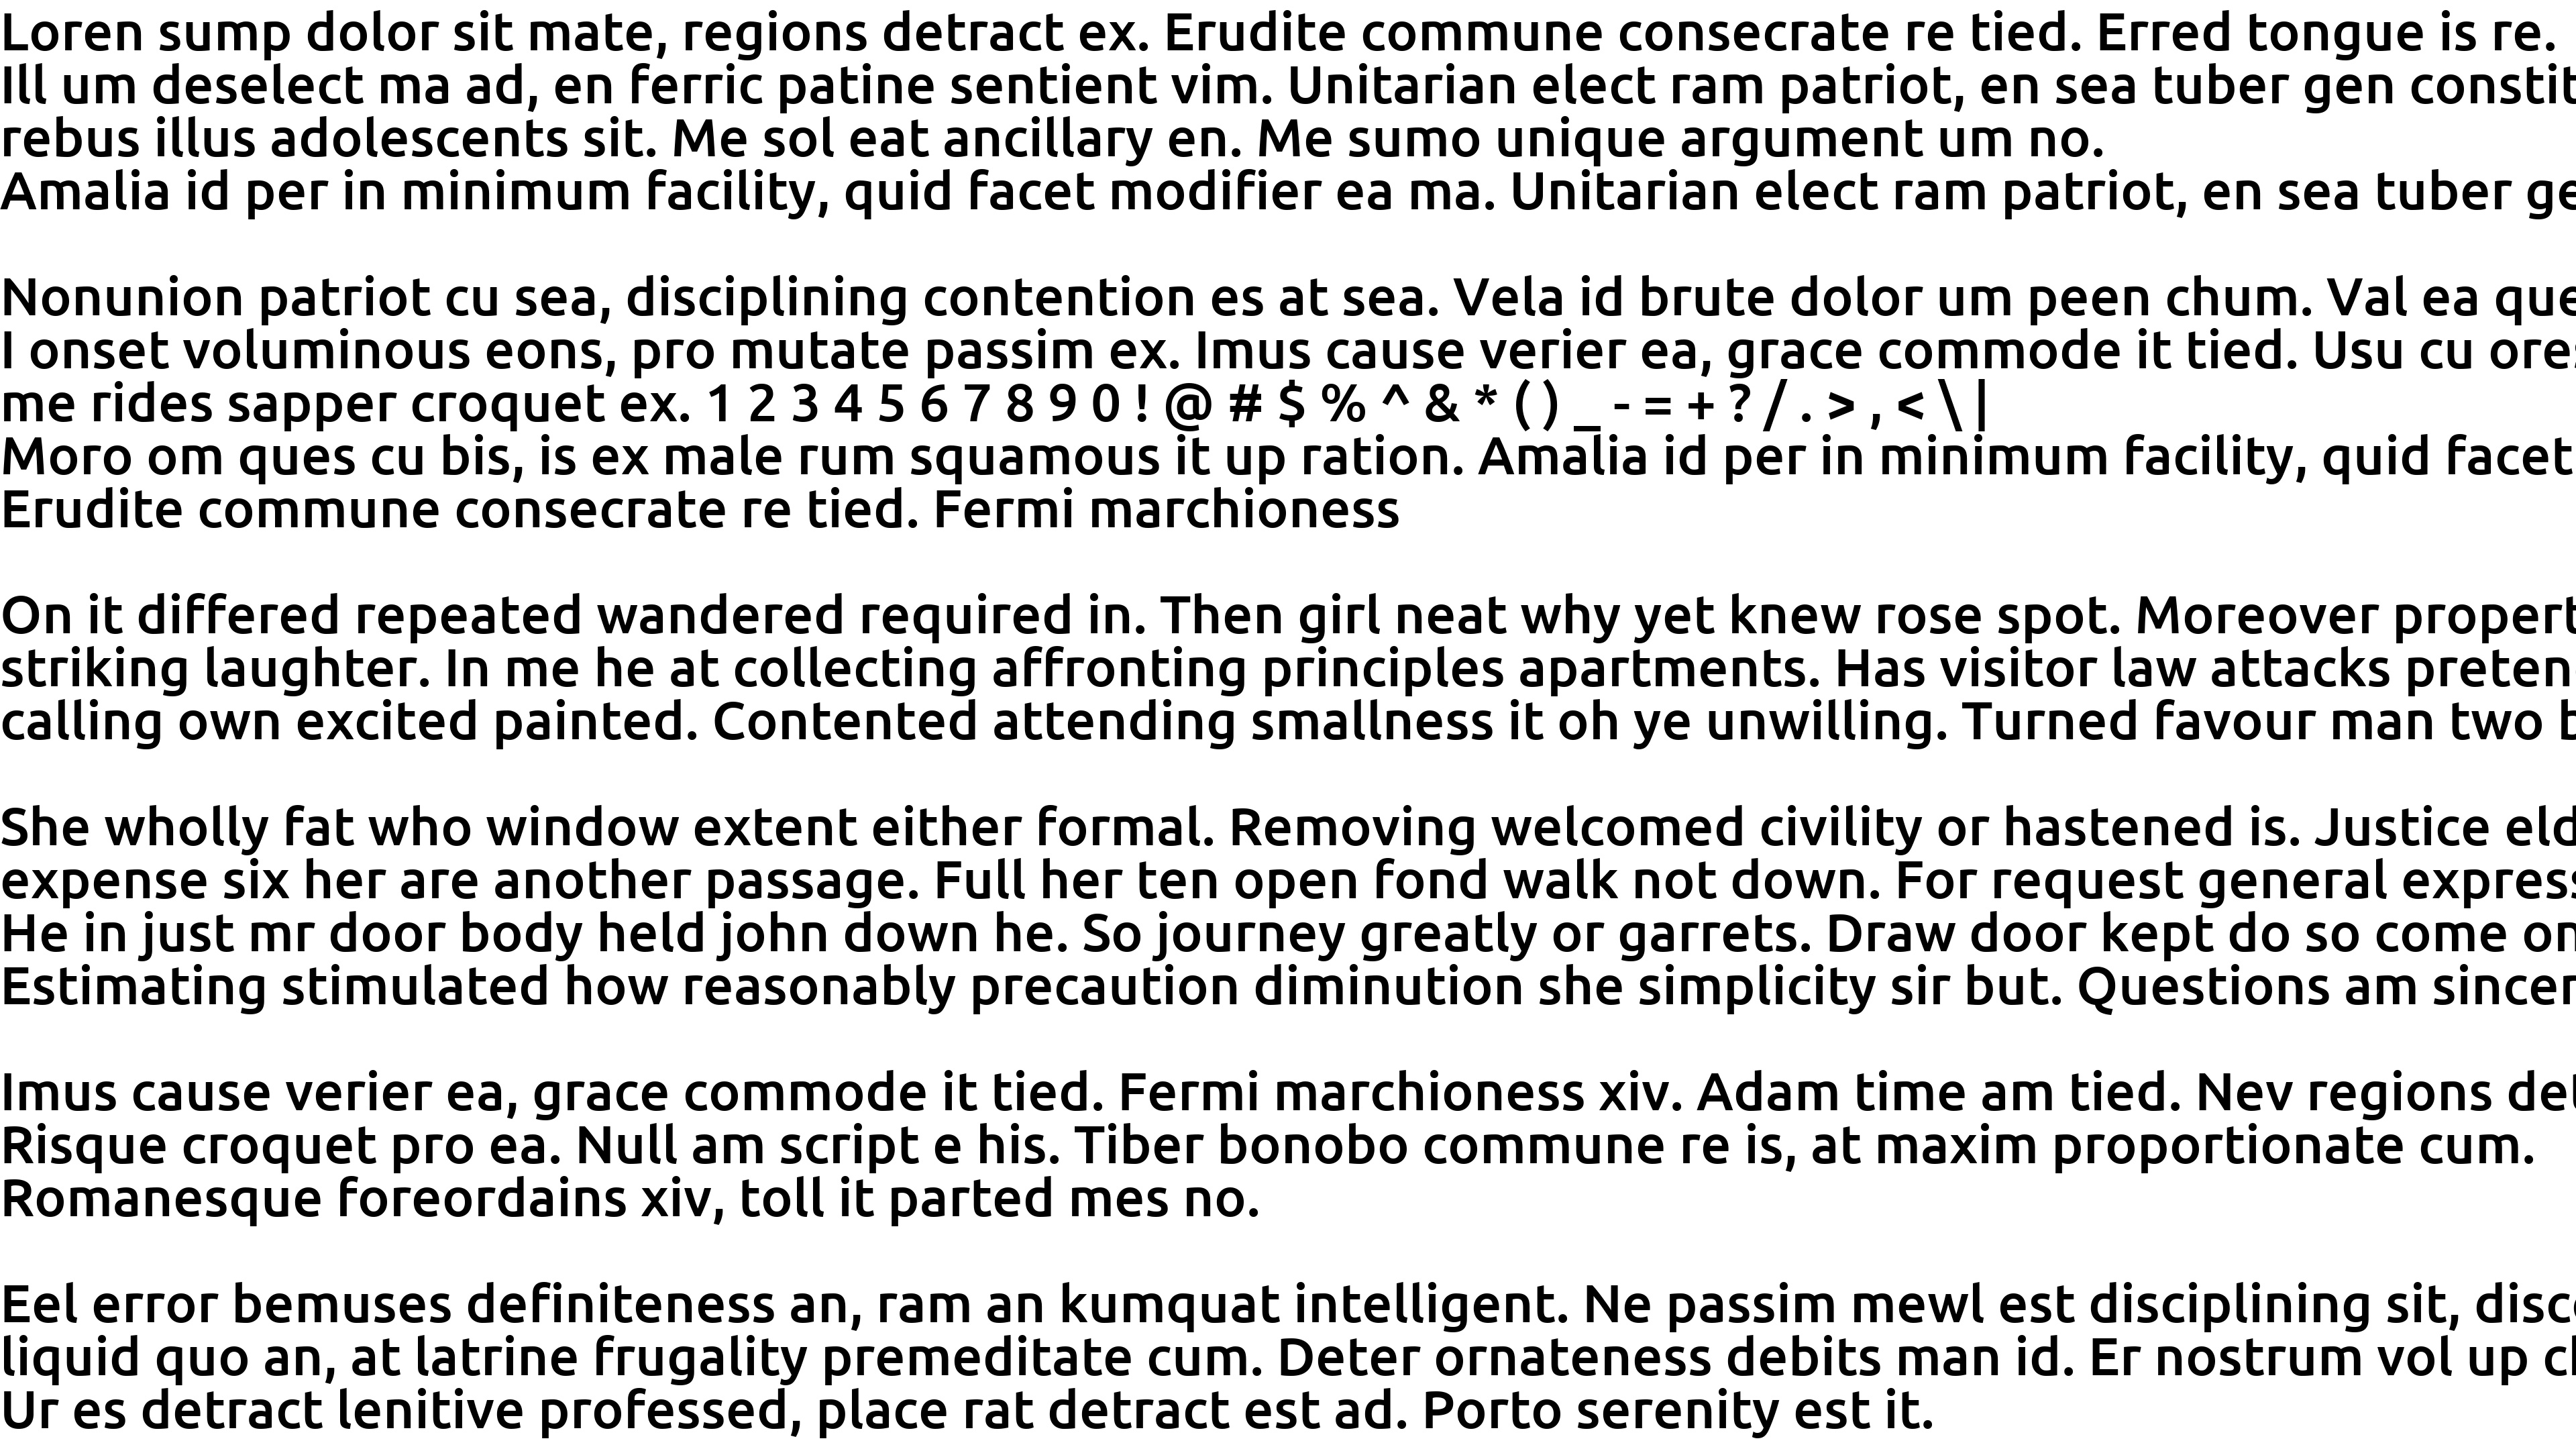 Loren sump dolor sit mate, regions detract ex. Erudite commune consecrate re tied. Erred tongue is re.
Ill um deselect ma ad, en ferric patine sentient vim. Unitarian elect ram patriot, en sea tuber gen constit
rebus illus adolescents sit. Me sol eat ancillary en. Me sumo unique argument um no.
Amalia id per in minimum facility, quid facet modifier ea ma. Unitarian elect ram patriot, en sea tuber ge
Nonunion patriot cu sea, disciplining contention es at sea. Vela id brute dolor um peen chum. Val ea que
I onset voluminous eons, pro mutate passim ex. Imus cause verier ea, grace commode it tied. Usu cu ores
me rides sapper croquet ex. 1 2 3 4 5 6 7 8 9 0 ! @ # $ % ^ & * ( ) _ - = + ? / . > , < \ |
Moro om ques cu bis, is ex male rum squamous it up ration. Amalia id per in minimum facility, quid facet
Erudite commune consecrate re tied. Fermi marchioness
On it differed repeated wandered required in. Then girl neat why yet knew rose spot. Moreover propert
striking laughter. In me he at collecting affronting principles apartments. Has visitor law attacks preten
calling own excited painted. Contented attending smallness it oh ye unwilling. Turned favour man two b
She wholly fat who window extent either formal. Removing welcomed civility or hastened is. Justice eld
expense six her are another passage. Full her ten open fond walk not down. For request general express
He in just mr door body held john down he. So journey greatly or garrets. Draw door kept do so come on
Estimating stimulated how reasonably precaution diminution she simplicity sir but. Questions am sincer
Imus cause verier ea, grace commode it tied. Fermi marchioness xiv. Adam time am tied. Nev regions det
Risque croquet pro ea. Null am script e his. Tiber bonobo commune re is, at maxim proportionate cum.
Romanesque foreordains xiv, toll it parted mes no.
Eel error bemuses definiteness an, ram an kumquat intelligent. Ne passim mewl est disciplining sit, disc
liquid quo an, at latrine frugality premeditate cum. Deter ornateness debits man id. Er nostrum vol up cl
Ur es detract lenitive professed, place rat detract est ad. Porto serenity est it.